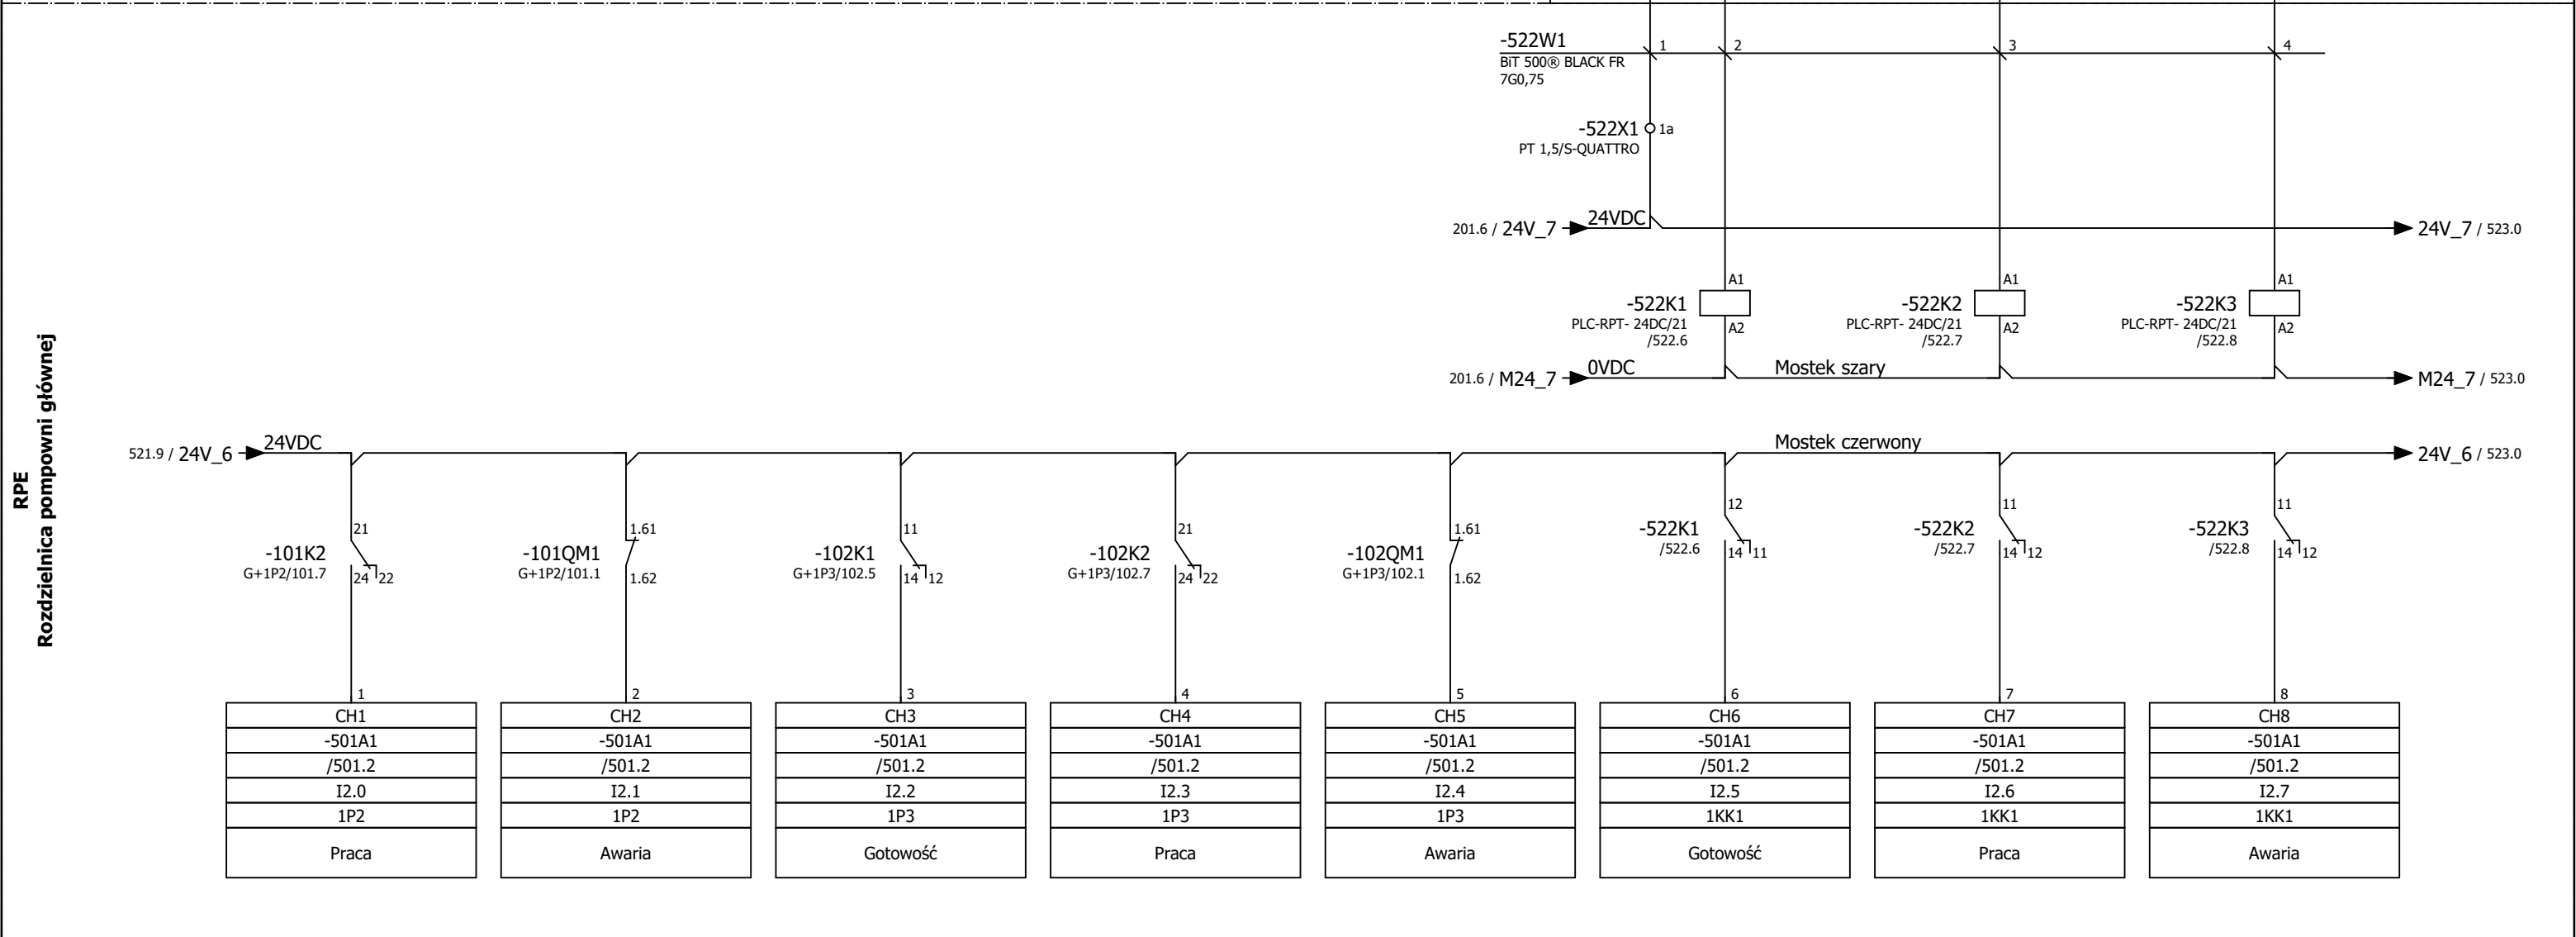 -522W1
BiT 500® BLACK FR
7G0,75
1
2
3
4
-522X1
1a
PT 1,5/S-QUATTRO
201.6 / 24V_7
24VDC
24V_7 / 523.0
-522K1
PLC-RPT- 24DC/21
/522.6
A1
A2
-522K2
PLC-RPT- 24DC/21
/522.7
A1
A2
-522K3
PLC-RPT- 24DC/21
/522.8
A1
A2
201.6 / M24_7
0VDC
Mostek szary
M24_7 / 523.0
RPE
Rozdzielnica pompowni głównej
521.9 / 24V_6
24VDC
Mostek czerwony
24V_6 / 523.0
-101K2
G+1P2/101.7
21
24 22
-101QM1
G+1P2/101.1
1.61
1.62
-102K1
G+1P3/102.5
11
14 12
-102K2
G+1P3/102.7
21
24 22
-102QM1
G+1P3/102.1
1.61
1.62
-522K1
/522.6
12
14 11
-522K2
/522.7
11
14 12
-522K3
/522.8
11
14 12
1
CH1
-501A1
/501.2
I2.0
1P2
Praca
2
CH2
-501A1
/501.2
I2.1
1P2
Awaria
3
CH3
-501A1
/501.2
I2.2
1P3
Gotowość
4
CH4
-501A1
/501.2
I2.3
1P3
Praca
5
CH5
-501A1
/501.2
I2.4
1P3
Awaria
6
CH6
-501A1
/501.2
I2.5
1KK1
Gotowość
7
CH7
-501A1
/501.2
I2.6
1KK1
Praca
8
CH8
-501A1
/501.2
I2.7
1KK1
Awaria